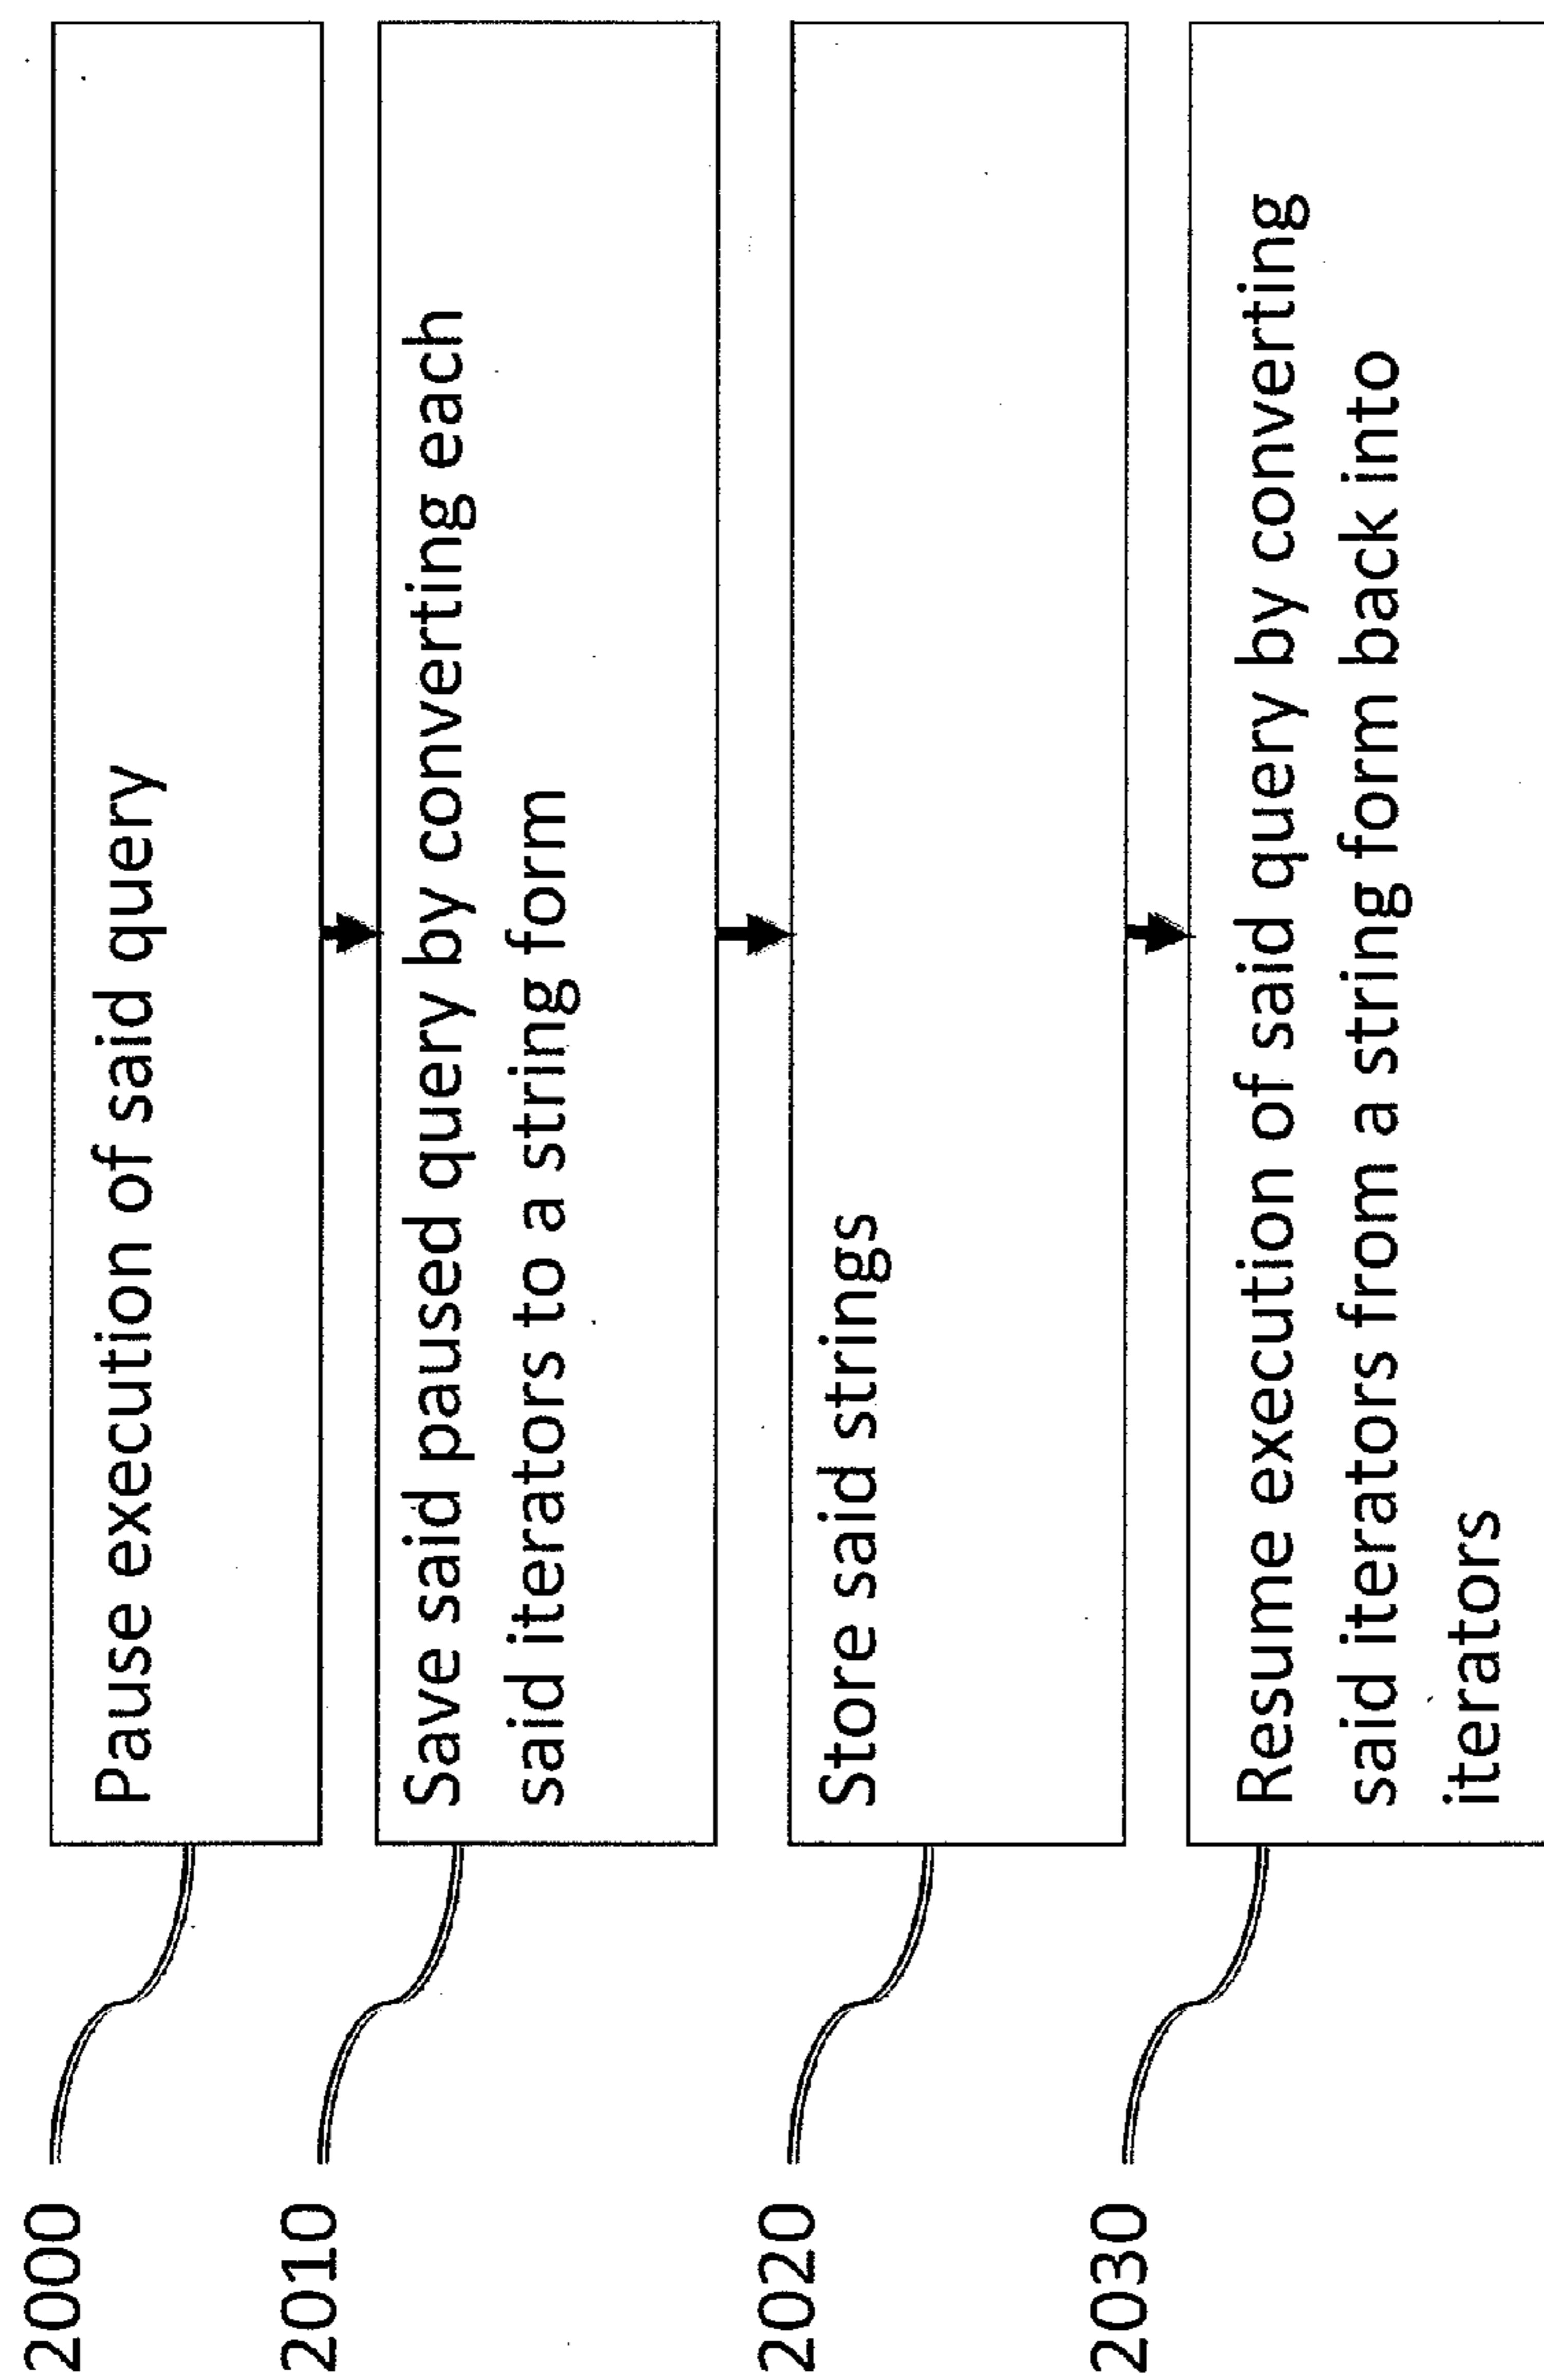 2000
Pause execution of said query
2010
Save said paused query by converting each
said iterators to a string form
2020
Store said strings
2030
Resume execution of said query by converting
said iterators from a string form back into
iterators